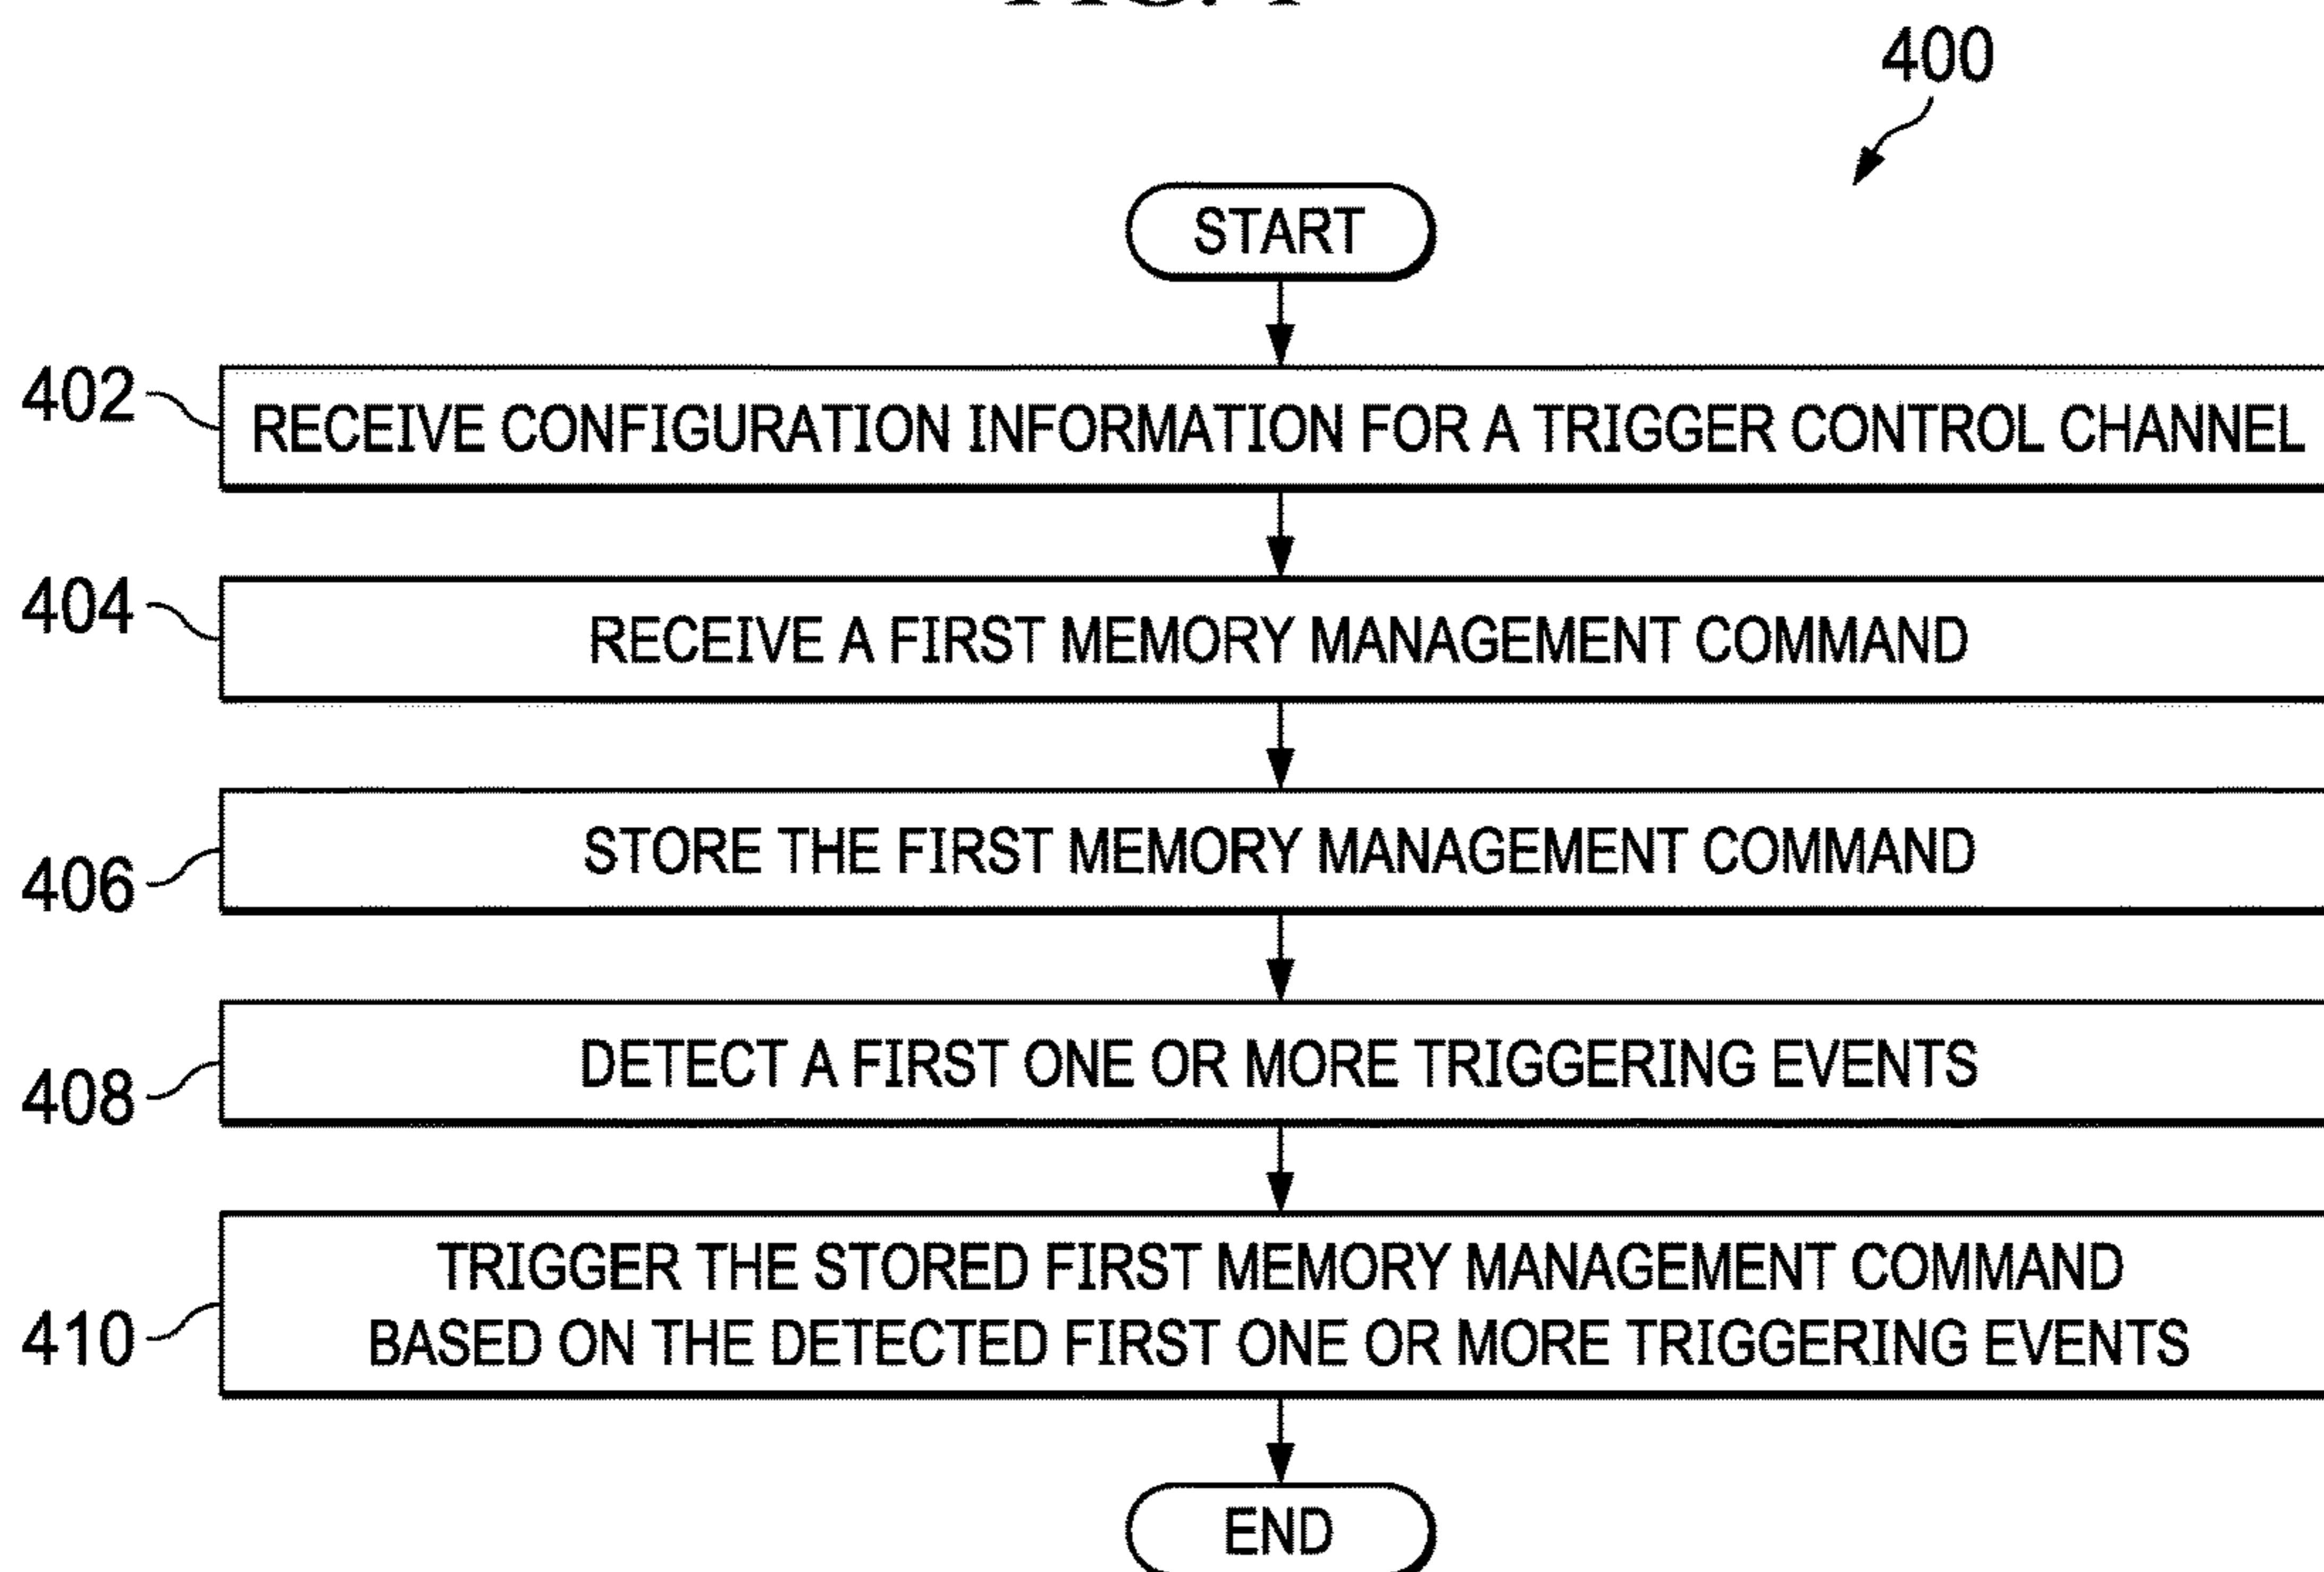 400
START
402
RECEIVE CONFIGURATION INFORMATION FOR A TRIGGER CONTROL CHANNEL
404
RECEIVE A FIRST MEMORY MANAGEMENT COMMAND
STORE THE FIRST MEMORY MANAGEMENT COMMAND
406
DETECT A FIRST ONE OR MORE TRIGGERING EVENTS
408
TRIGGER THE STORED FIRST MEMORY MANAGEMENT COMMAND
BASED ON THE DETECTED FIRST ONE OR MORE TRIGGERING EVENTS
410
END